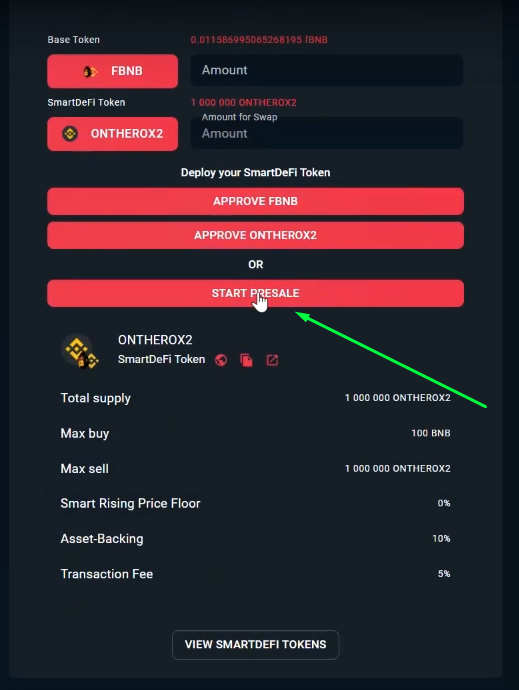 Base Token 0.011586995065268195 fBNB
FBNB Amount
SmartDeFi Token 1 000 000 ONTHEROX2
Amount for Swap
ONTHEROX2 Amount
Deploy your SmartDeFi Token
APPROVE FBNB
APPROVE ONTHEROX2
OR
START PRESALE
ONTHEROX2
SmartDeFi Token
Total supply 1 000 000 ONTHEROX2
Max buy 100 BNB
Max sell 1 000 000 ONTHEROX2
Smart Rising Price Floor 0%
Asset-Backing 10%
Transaction Fee 5%
VIEW SMARTDEFI TOKENS